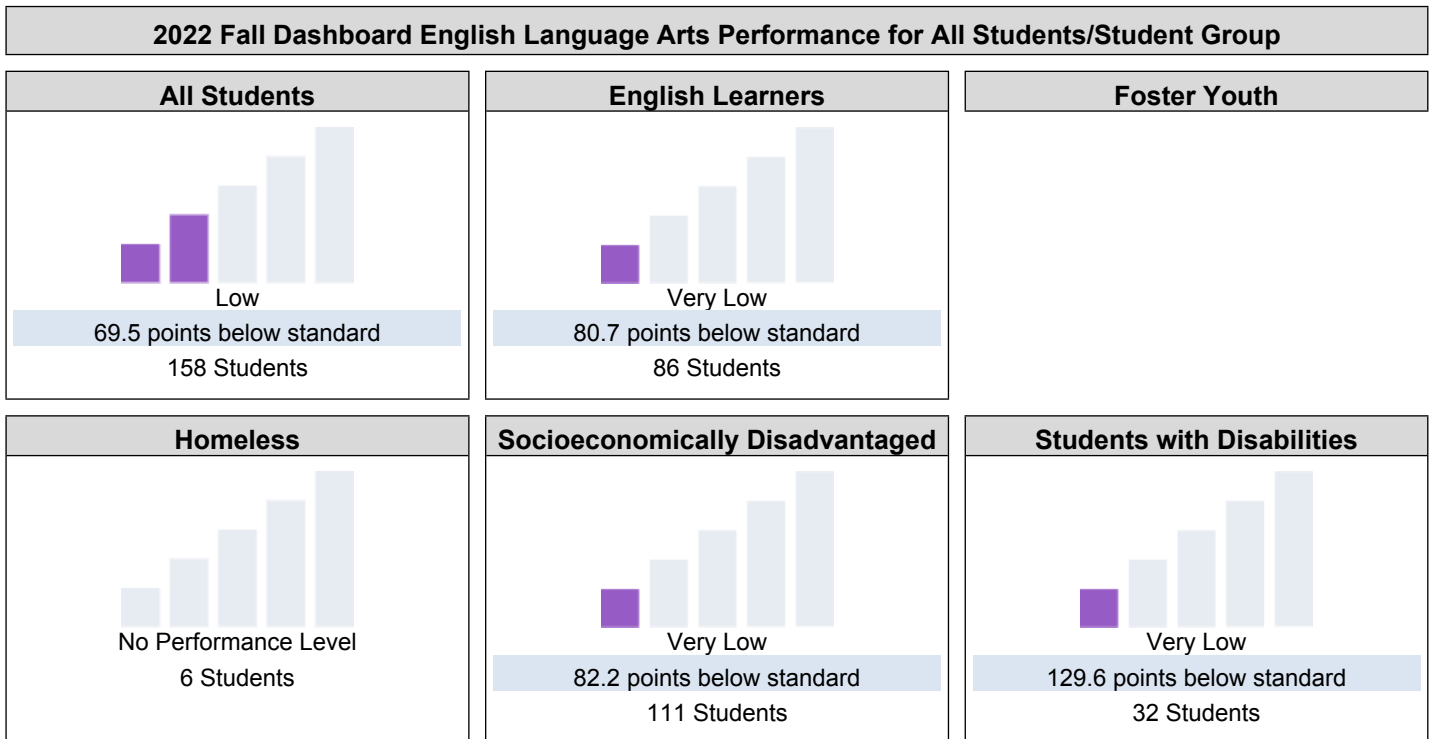 2022 Fall Dashboard English Language Arts Performance for All Students/Student Group
All Students
Low
69.5 points below standard
158 Students
English Learners
Very Low
80.7 points below standard
86 Students
Foster Youth
Homeless
No Performance Level
6 Students
Socioeconomically Disadvantaged
Very Low
82.2 points below standard
111 Students
Students with Disabilities
Very Low
129.6 points below standard
32 Students